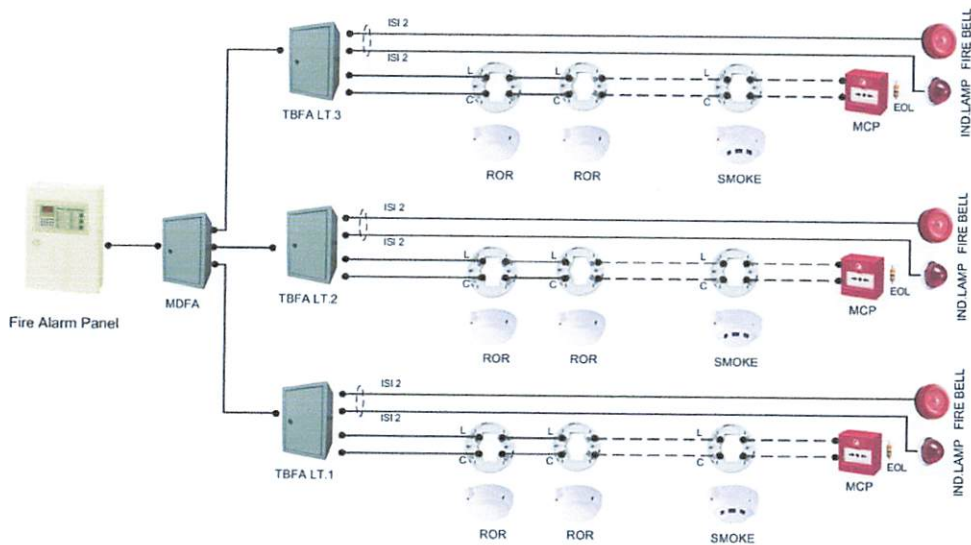 ISI 2
ISI 2
FIRE BELL
IND.LAMP
L
L
L
C
C
C
EOL
MCP
TBFA LT.3
ROR
ROR
SMOKE
ISI 2
ISI 2
FIRE BELL
IND.LAMP
L
L
L
C
C
C
EOL
MCP
MDFA
TBFA LT.2
Fire Alarm Panel
ROR
ROR
SMOKE
ISI 2
ISI 2
FIRE BELL
IND.LAMP
L
L
L
C
C
C
EOL
MCP
TBFA LT.1
ROR
ROR
SMOKE